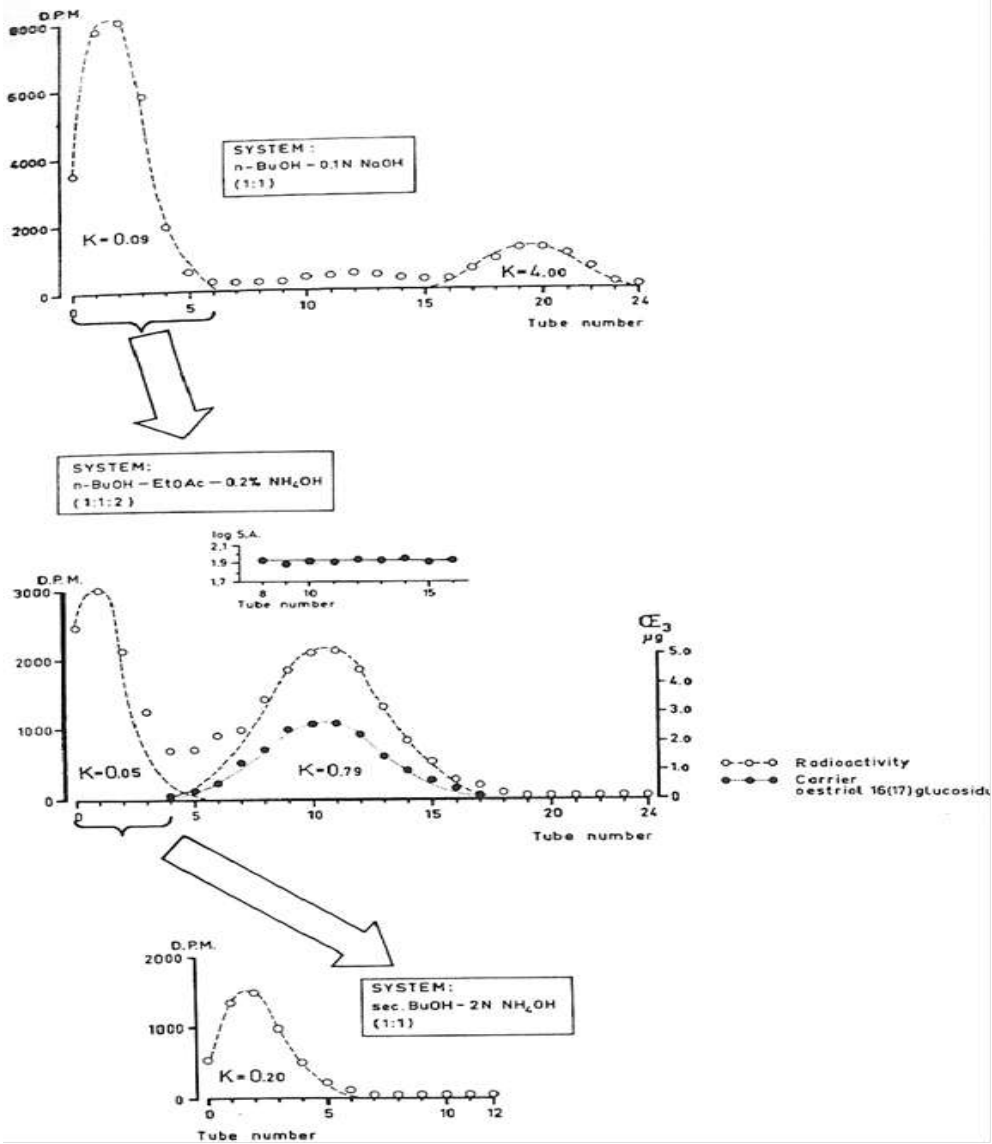 D.P.M.
8000
6000
4000
2000
0
SYSTEM:
n-BuOH-0.1N NaOH
(1:1)
K=0.09
K=4.00
0 5 10 15 20 24
Tube number
SYSTEM:
n-BuOH-EtOAc-0.2% NH₄OH
(1:1:2)
log S.A.
2,1
1.9
1,7
8 10 15
Tube number
D.P.M.
3000
2000
1000
0
K=0.05
K=0.79
Œ₃
µg
5.0
4.0
3.0
2.0
1.0
0
0 5 10 15 20 24
Tube number
Radioactivity
Carrier
oestriol 16(17)glucosidu
D.P.M.
2000
1000
0
K=0.20
SYSTEM:
sec.BuOH-2N NH₄OH
(1:1)
0 5 10 12
Tube number